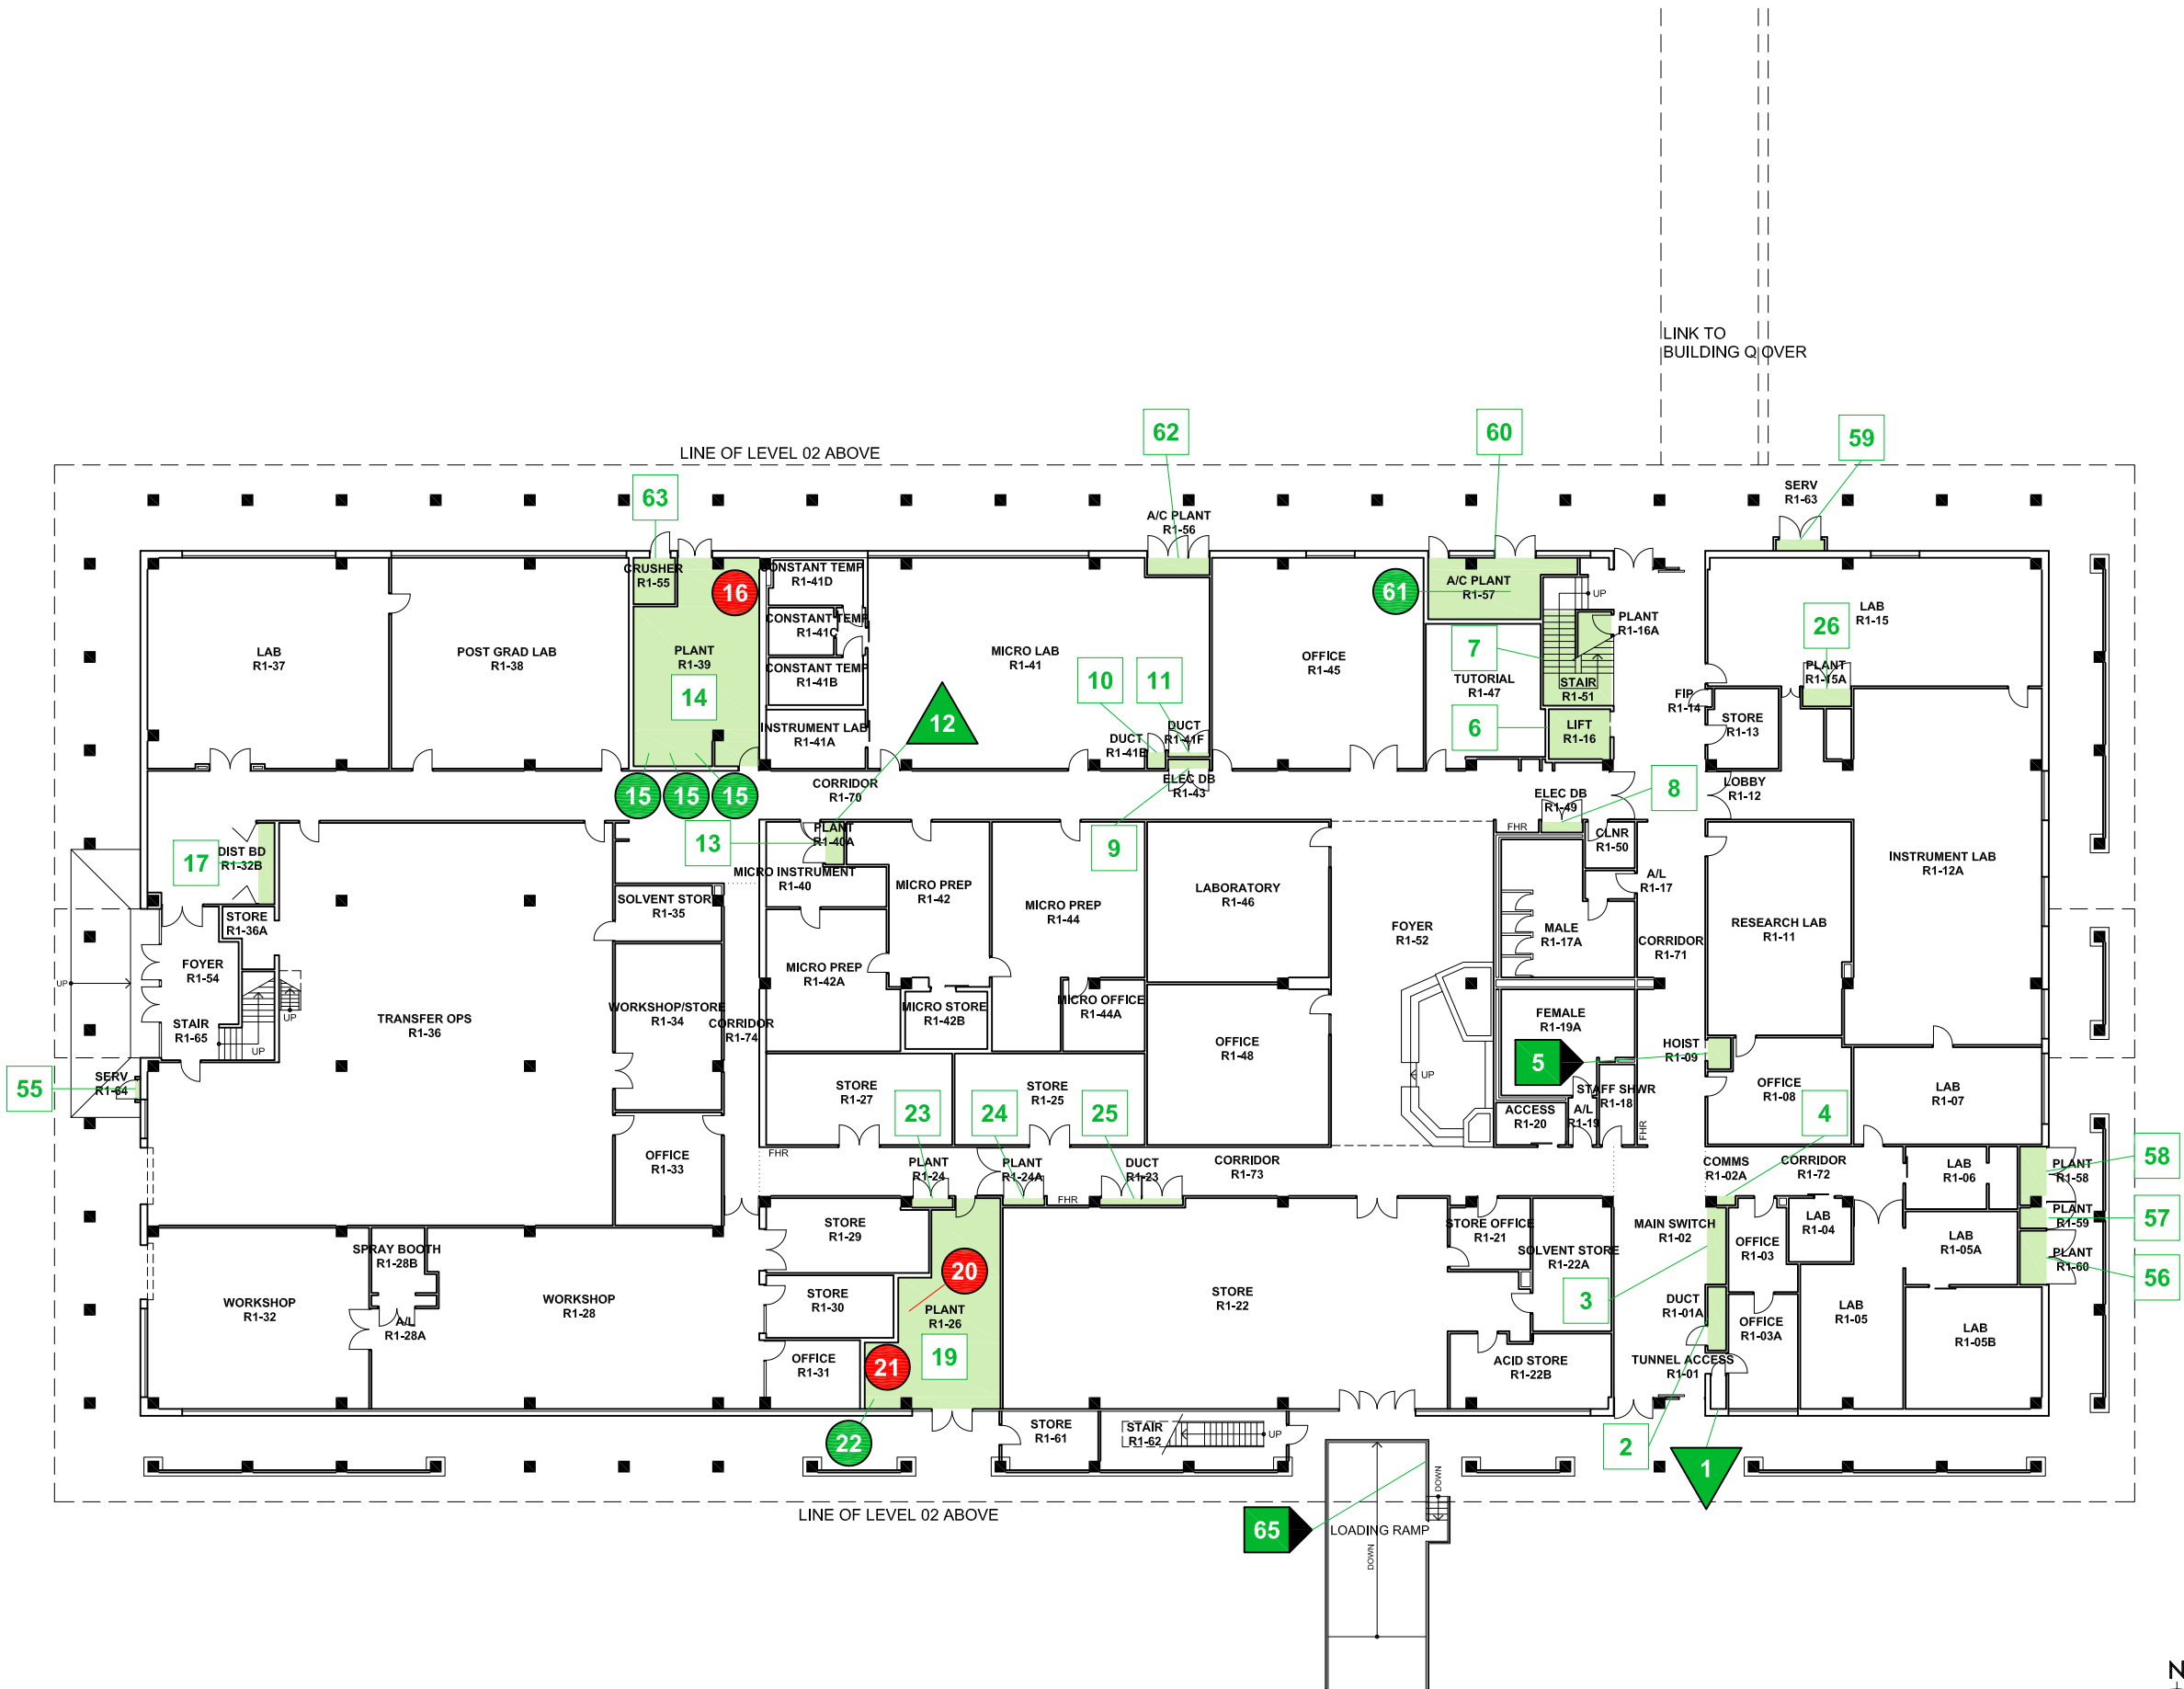 LINK TO
BUILDING Q OVER
LINE OF LEVEL 02 ABOVE
62
60
59
63
SERV
R1-63
A/C PLANT
R1-56
CRUSHER
R1-55
16
CONSTANT TEMP
R1-41D
61
A/C PLANT
R1-57
UP
CONSTANT TEMP
R1-41C
PLANT
R1-16A
LAB
R1-15
26
LAB
R1-37
POST GRAD LAB
R1-38
PLANT
R1-39
14
CONSTANT TEMP
R1-41B
MICRO LAB
R1-41
OFFICE
R1-45
7
TUTORIAL
R1-47
STAIR
R1-51
PLANT
R1-15A
10
11
12
6
FIP
R1-14
STORE
R1-13
INSTRUMENT LAB
R1-41A
DUCT
R1-41E
DUCT
R1-41F
LIFT
R1-16
15
15
15
CORRIDOR
R1-70
ELEC DB
R1-43
ELEC DB
R1-49
8
LOBBY
R1-12
17
DIST BD
R1-32B
13
PLANT
R1-40A
9
FHR
CLNR
R1-50
MICRO INSTRUMENT
R1-40
MICRO PREP
R1-42
LABORATORY
R1-46
A/L
R1-17
INSTRUMENT LAB
R1-12A
SOLVENT STORE
R1-35
MICRO PREP
R1-44
STORE
R1-36A
FOYER
R1-52
MALE
R1-17A
RESEARCH LAB
R1-11
CORRIDOR
R1-71
FOYER
R1-54
UP
MICRO PREP
R1-42A
STAIR
R1-65
UP
UP
TRANSFER OPS
R1-36
WORKSHOP/STORE
R1-34
CORRIDOR
R1-74
MICRO STORE
R1-42B
MICRO OFFICE
R1-44A
OFFICE
R1-48
FEMALE
R1-19A
HOIST
R1-09
5
UP
55
SERV
R1-64
STORE
R1-27
STORE
R1-25
STAFF SHWR
R1-18
OFFICE
R1-08
LAB
R1-07
23
24
25
ACCESS
R1-20
A/L
R1-19
FHR
4
OFFICE
R1-33
FHR
PLANT
R1-24
PLANT
R1-24A
DUCT
R1-23
CORRIDOR
R1-73
COMMS
R1-02A
CORRIDOR
R1-72
LAB
R1-06
PLANT
R1-58
58
FHR
STORE
R1-29
STORE OFFICE
R1-21
MAIN SWITCH
R1-02
LAB
R1-04
PLANT
R1-59
57
SPRAY BOOTH
R1-28B
SOLVENT STORE
R1-22A
OFFICE
R1-03
LAB
R1-05A
PLANT
R1-60
56
20
STORE
R1-30
STORE
R1-22
3
WORKSHOP
R1-32
WORKSHOP
R1-28
PLANT
R1-26
DUCT
R1-01A
LAB
R1-05
A/L
R1-28A
OFFICE
R1-03A
LAB
R1-05B
OFFICE
R1-31
21
19
ACID STORE
R1-22B
TUNNEL ACCESS
R1-01
STORE
R1-61
STAIR
R1-62
UP
22
2
1
LINE OF LEVEL 02 ABOVE
65
LOADING RAMP
DOWN
DOWN
N